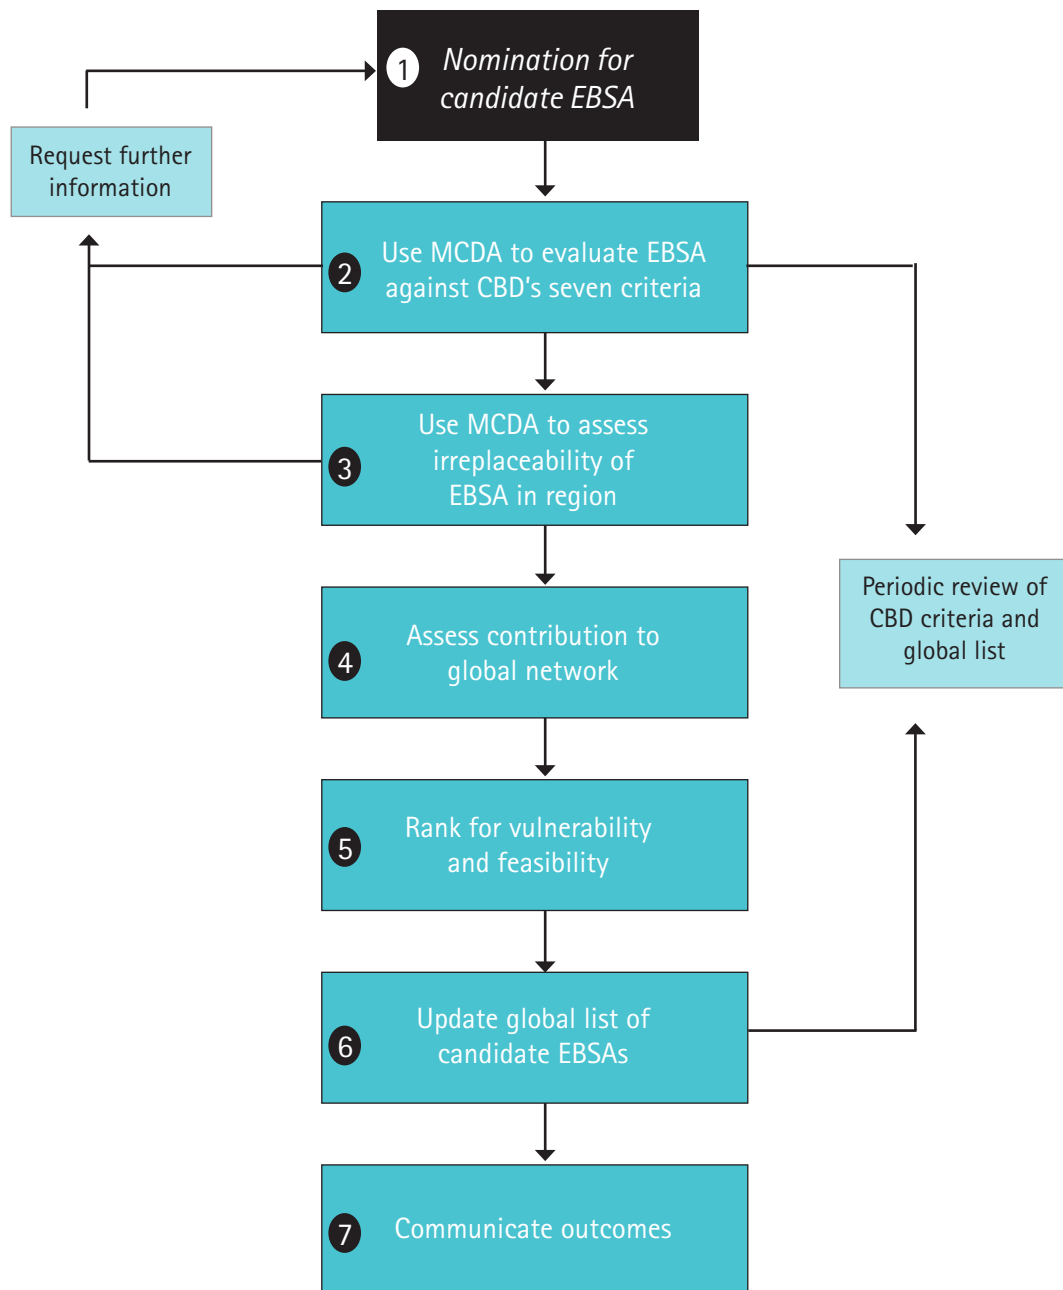 1
Nomination for
candidate EBSA
Request further
information
2
Use MCDA to evaluate EBSA
against CBD's seven criteria
3
Use MCDA to assess
irreplaceability of
EBSA in region
Periodic review of
CBD criteria and
global list
4
Assess contribution to
global network
5
Rank for vulnerability
and feasibility
6
Update global list of
candidate EBSAs
7
Communicate outcomes